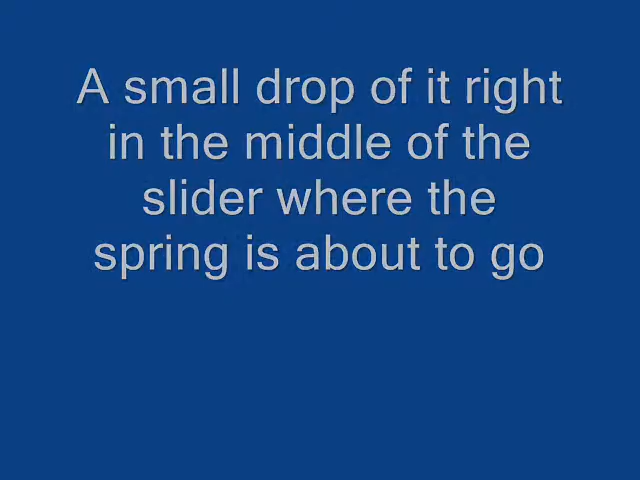 A small drop of it right
in the middle of the
slider where the
spring is about to go